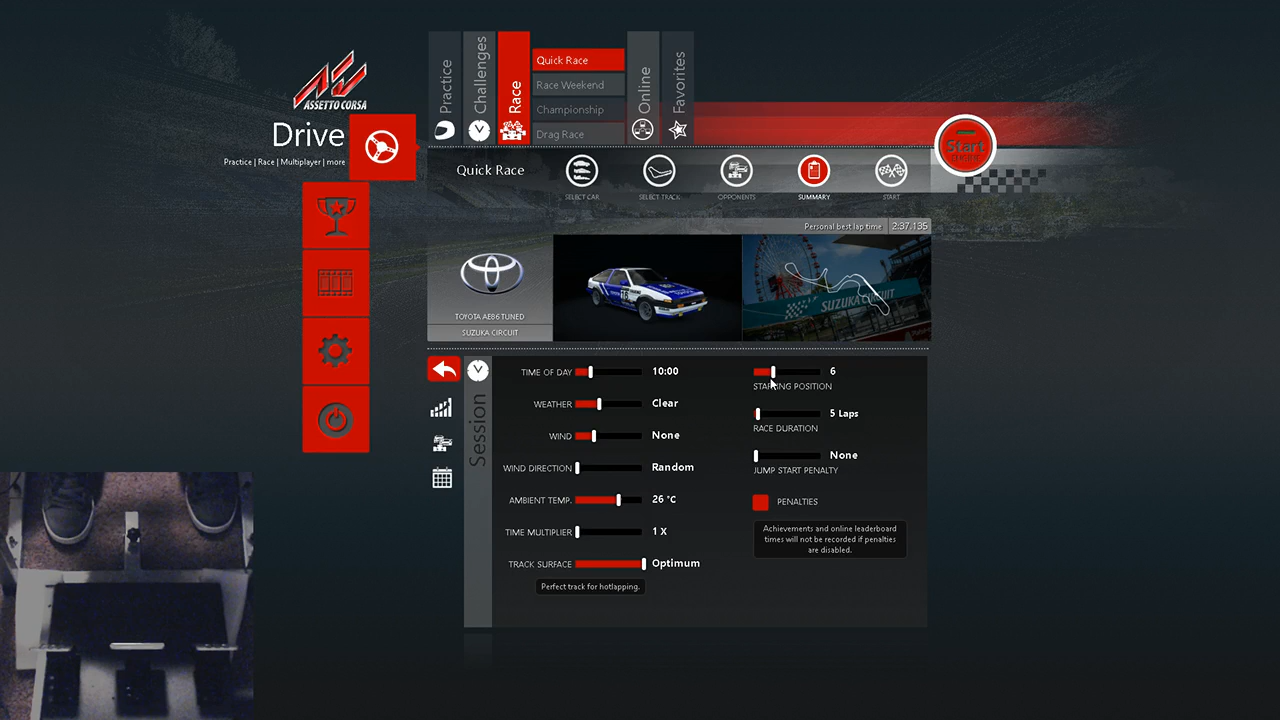 ASSETTO CORSA
Drive
Practice | Race | Multiplayer | more
Practice
Challenges
Race
Quick Race
Race Weekend
Championship
Drag Race
Online
Favorites
Start
Quick Race
SELECT CAR
SELECT TRACK
OPPONENTS
SUMMARY
START
Personal best lap time 2:37.135
TOYOTA AE86 TUNED
SUZUKA CIRCUIT
SUZUKA CIRCUIT
Session
TIME OF DAY 10:00
WEATHER Clear
WIND None
WIND DIRECTION Random
AMBIENT TEMP. 26 °C
TIME MULTIPLIER 1 X
TRACK SURFACE Optimum
Perfect track for hotlapping.
6
STARTING POSITION
5 Laps
RACE DURATION
None
JUMP START PENALTY
PENALTIES
Achievements and online leaderboard
times will not be recorded if penalties
are disabled.